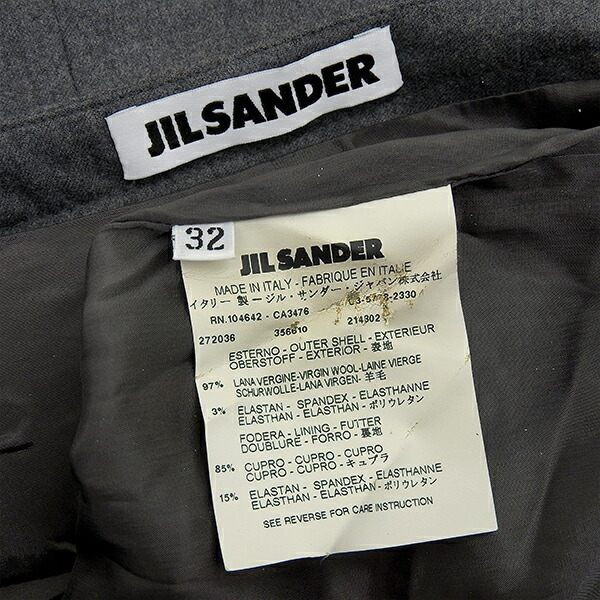 JIL SANDER
32
JIL SANDER
MADE IN ITALY - FABRIQUE EN ITALIE
イタリー 製 ージル・サンダー・ジャパン株式会社
RN.104642 - CA3476
272036 356610 214802
ESTERNO - OUTER SHELL - EXTERIEUR
OBERSTOFF - EXTERIOR - 裏地
97% LANA VERGINE-VIRGIN WOOL-LAINE VIERGE
SCHURWOLLE-LANA VIRGEN- 羊毛
3% ELASTAN - SPANDEX - ELASTHANNE
ELASTHAN - ELASTHAN - ポリウレタン
FODERA - LINING - FUTTER
DOUBLURE - FORRO - 裏地
85% CUPRO - CUPRO - CUPRO
CUPRO - CUPRO - キュプラ
15% ELASTAN - SPANDEX - ELASTHANNE
ELASTHAN - ELASTHAN - ポリウレタン
SEE REVERSE FOR CARE INSTRUCTION